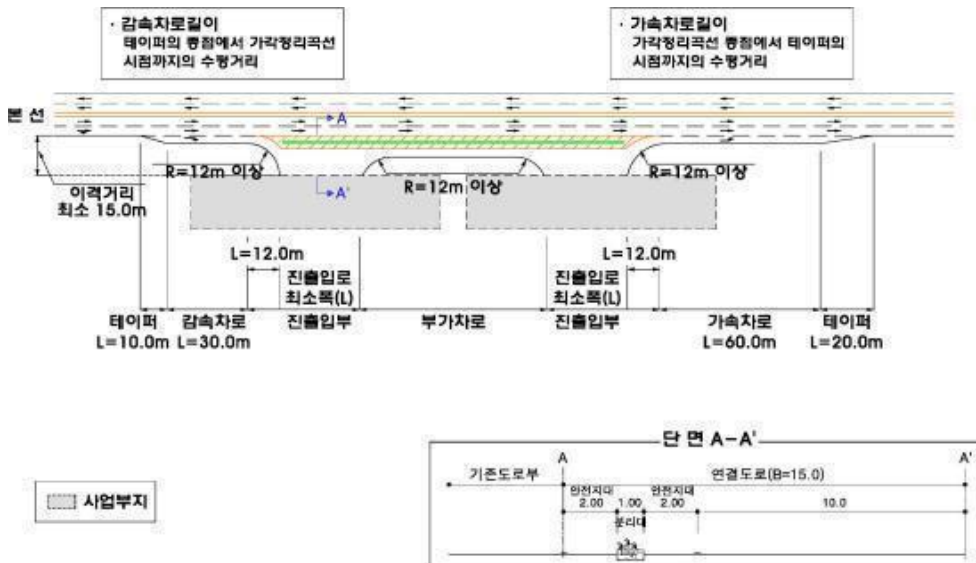 · 감속차로길이
테이퍼의 종점에서 가각정리곡선
시점까지의 수평거리
· 가속차로길이
가각정리곡선 종점에서 테이퍼의
시점까지의 수평거리
본 선
A
R=12m 이상
R=12m 이상
R=12m 이상
A'
이격거리
최소 15.0m
L=12.0m
L=12.0m
진출입로
최소폭(L)
진출입로
최소폭(L)
테이퍼
L=10.0m
감속차로
L=30.0m
진출입부
부가차로
진출입부
가속차로
L=60.0m
테이퍼
L=20.0m
사업부지
단 면 A-A'
A
A'
기존도로부
연결도로(B=15.0)
안전지대
안전지대
2.00
1.00
2.00
10.0
분리대